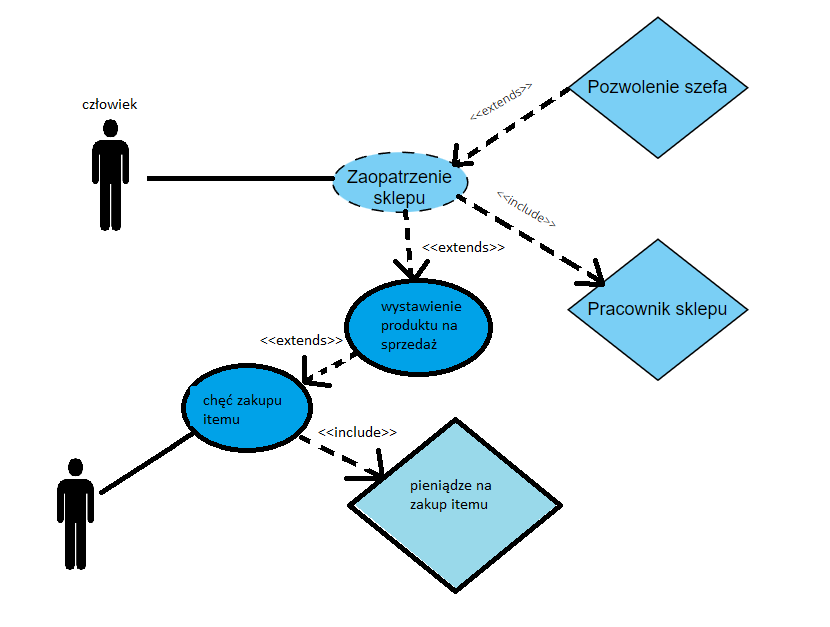 Pozwolenie szefa
<<extends>>
człowiek
Zaopatrzenie
sklepu
<<include>>
<<extends>>
Pracownik sklepu
wystawienie
produktu na
sprzedaż
<<extends>>
chęć zakupu
itemu
<<include>>
pieniądze na
zakup itemu